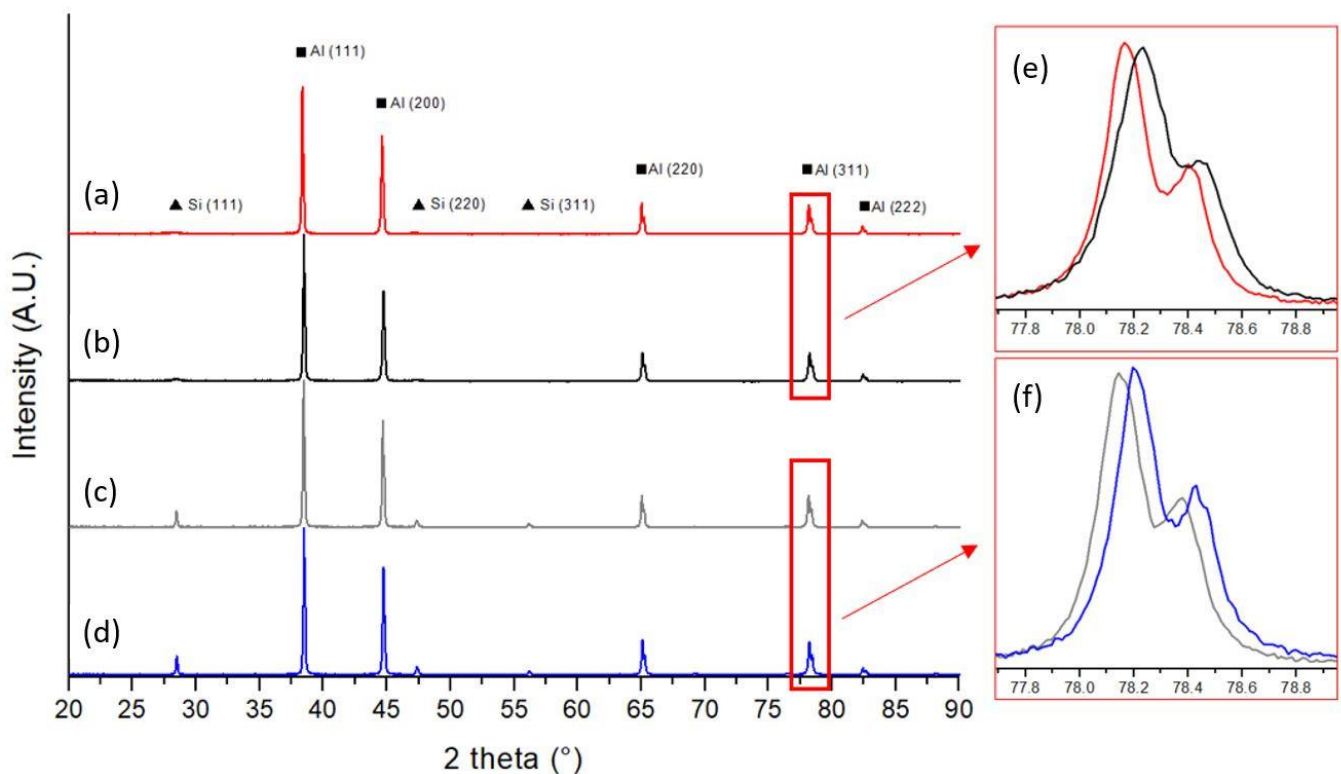 ■ Al (111)
■ Al (200)
■ Al (220)
■ Al (311)
(a)
▲ Si (111)
▲ Si (220)
▲ Si (311)
■ Al (222)
(b)
(c)
(d)
Intensity (A.U.)
20 25 30 35 40 45 50 55 60 65 70 75 80 85 90
2 theta (°)
(e)
77.8 78.0 78.2 78.4 78.6 78.8
(f)
77.8 78.0 78.2 78.4 78.6 78.8